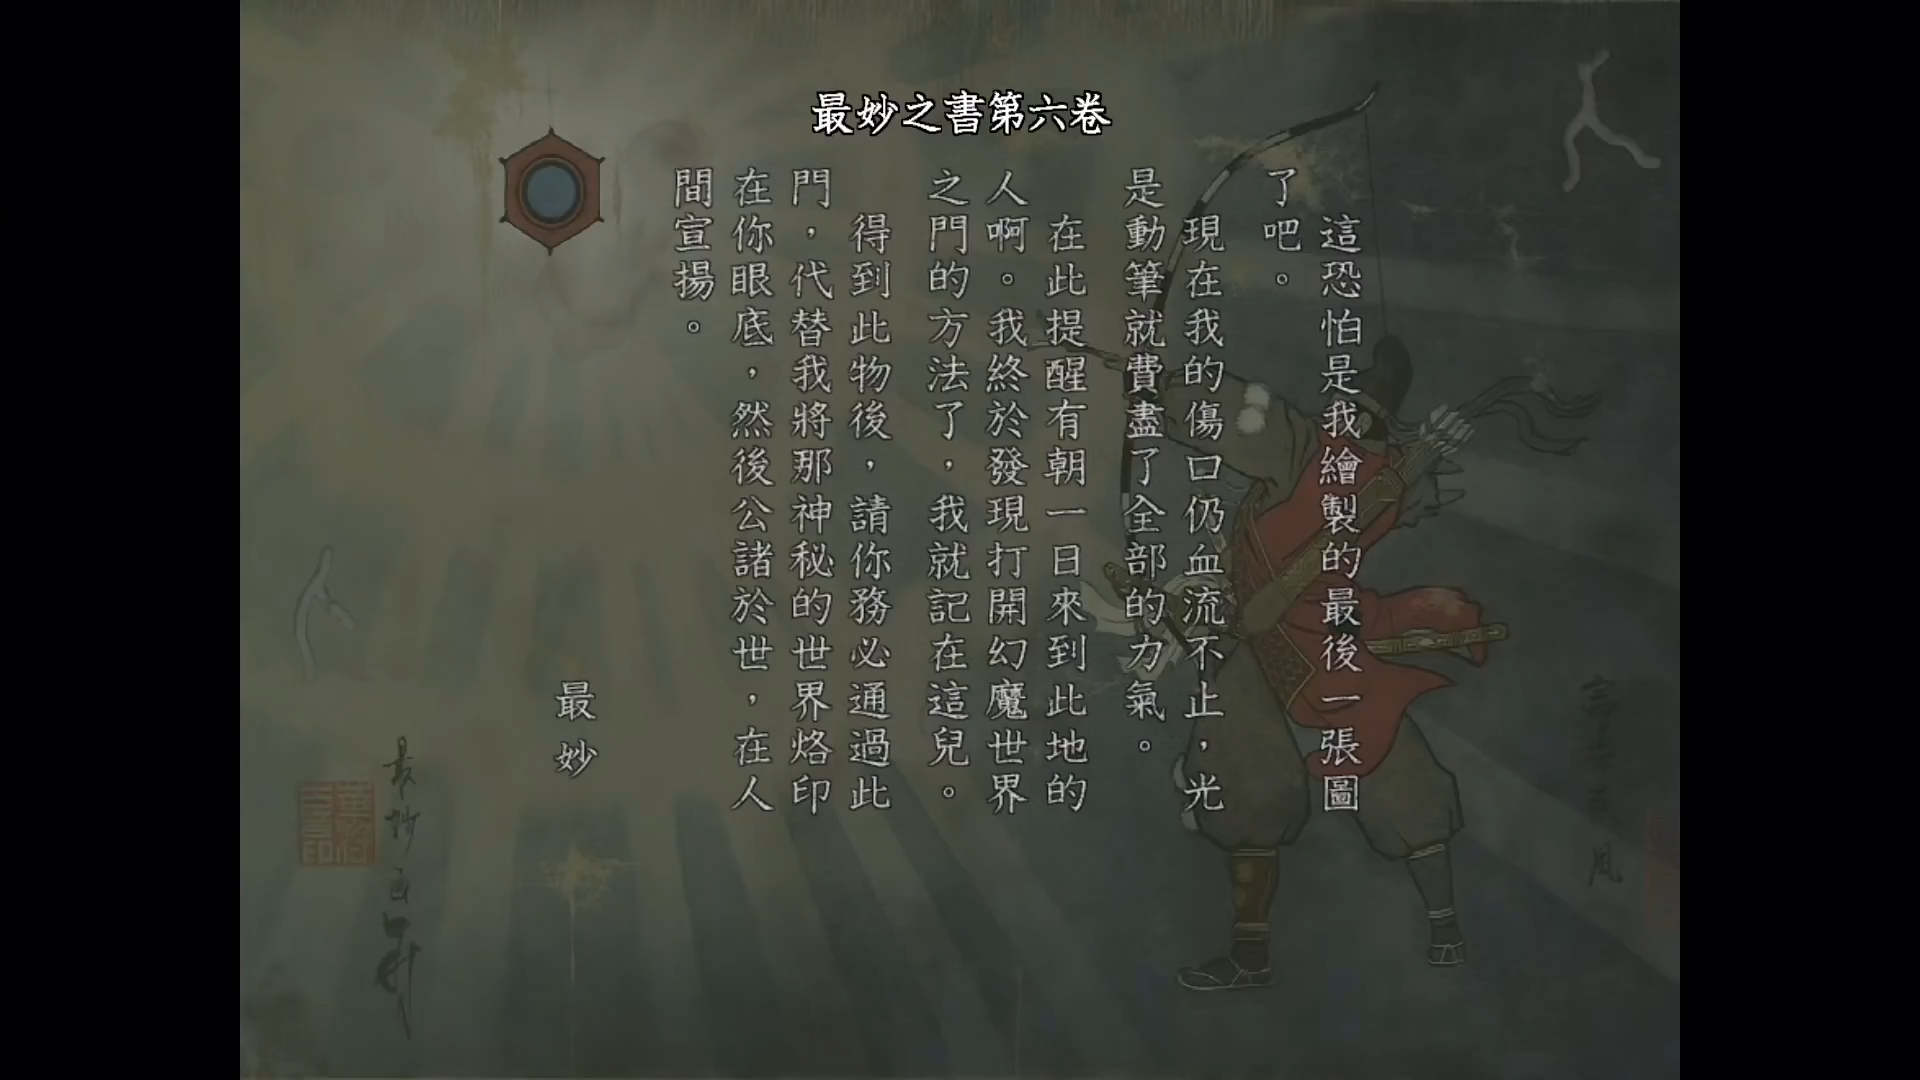 最妙之書第六卷
這恐怕是我繪製的最後一張圖
了吧。
現在我的傷口仍血流不止，光
是動筆就費盡了全部的力氣。
在此提醒有朝一日來到此地的
人啊。我終於發現打開幻魔世界
之門的方法了，我就記在這兒。
得到此物後，請你務必通過此
門，代替我將那神秘的世界烙印
在你眼底，然後公諸於世，在人
間宣揚。
最妙